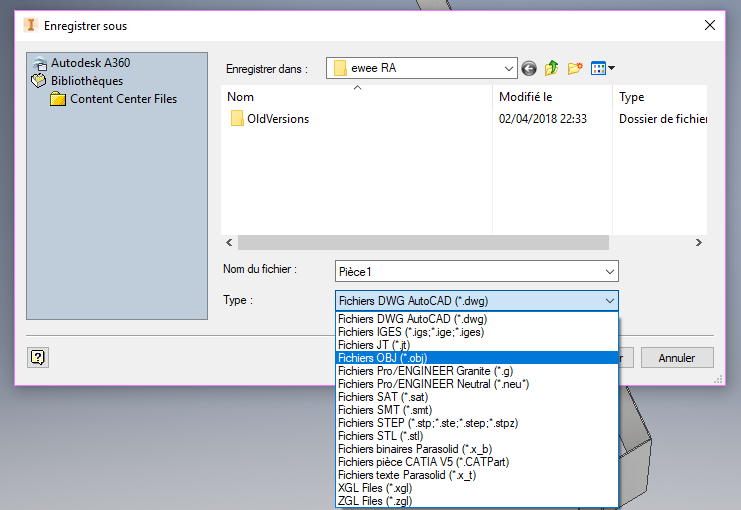 Enregistrer sous
Autodesk A360
Bibliothèques
Content Center Files
Enregistrer dans :
ewee RA
Nom
Modifié le
Type
OldVersions
02/04/2018 22:33
Dossier de fichier
Nom du fichier :
Pièce1
Type :
Fichiers DWG AutoCAD (*.dwg)
Fichiers DWG AutoCAD (*.dwg)
Fichiers IGES (*.igs;*.ige;*.iges)
Fichiers JT (*.jt)
Fichiers OBJ (*.obj)
Fichiers Pro/ENGINEER Granite (*.g)
Fichiers Pro/ENGINEER Neutral (*.neu*)
Fichiers SAT (*.sat)
Fichiers SMT (*.smt)
Fichiers STEP (*.stp;*.ste;*.step;*.stpz)
Fichiers STL (*.stl)
Fichiers binaires Parasolid (*.x_b)
Fichiers pièce CATIA V5 (*.CATPart)
Fichiers texte Parasolid (*.x_t)
XGL Files (*.xgl)
ZGL Files (*.zgl)
Annuler